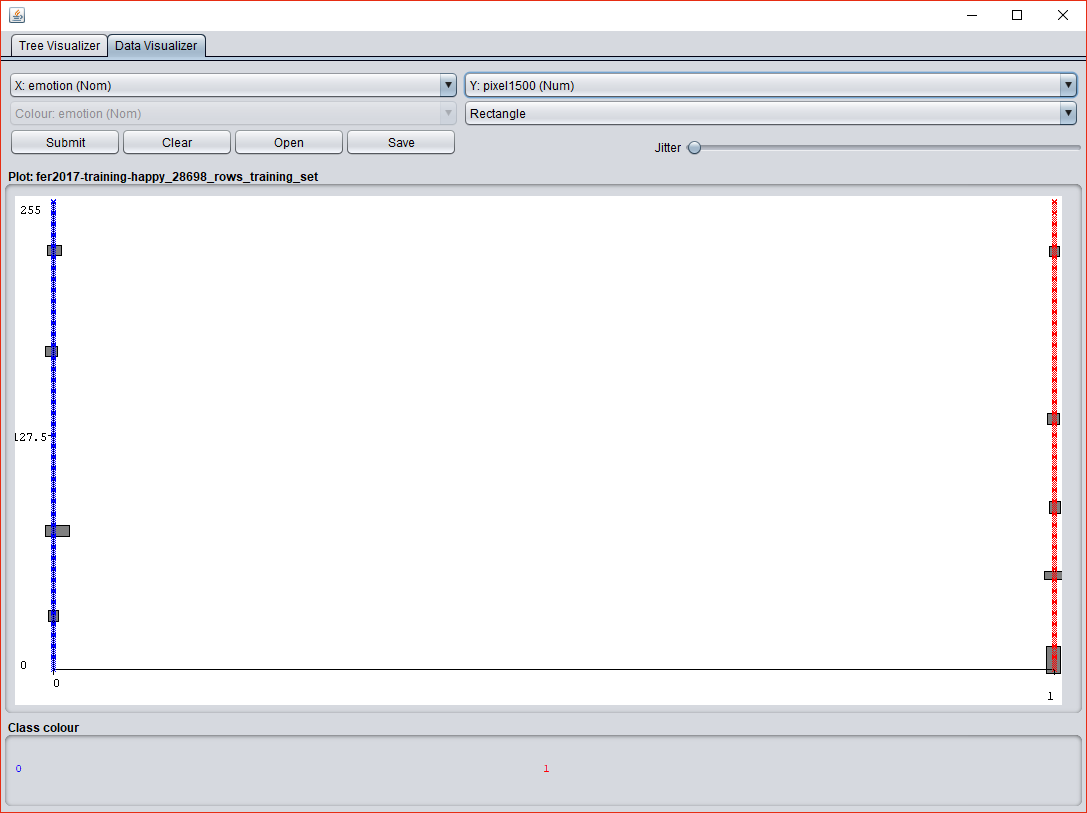 Tree Visualizer Data Visualizer
X: emotion (Nom) Y: pixel1500 (Num)
Colour: emotion (Nom) Rectangle
Submit Clear Open Save Jitter
Plot: fer2017-training-happy_28698_rows_training_set
255
127.5
0
0 1
Class colour
0 1